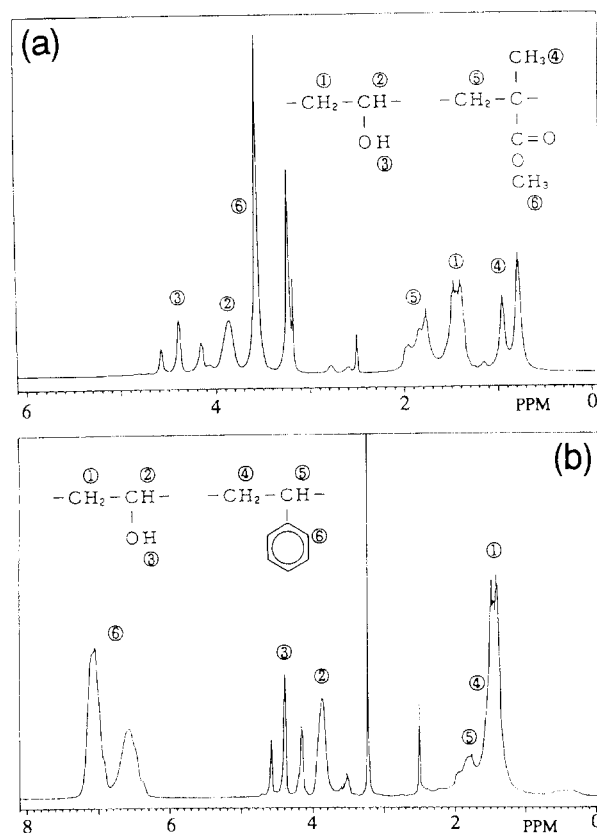 (a)
① ②
- CH₂ - CH -
OH
③
CH₃④
⑤
- CH₂ - C -
C = O
O
CH₃
⑥
⑥
③
②
⑤
①
④
6 4 2 PPM 0
(b)
① ②
- CH₂ - CH -
OH
③
④ ⑤
- CH₂ - CH -
⑥
⑥
③
②
①
④
⑤
8 6 4 2 PPM 0